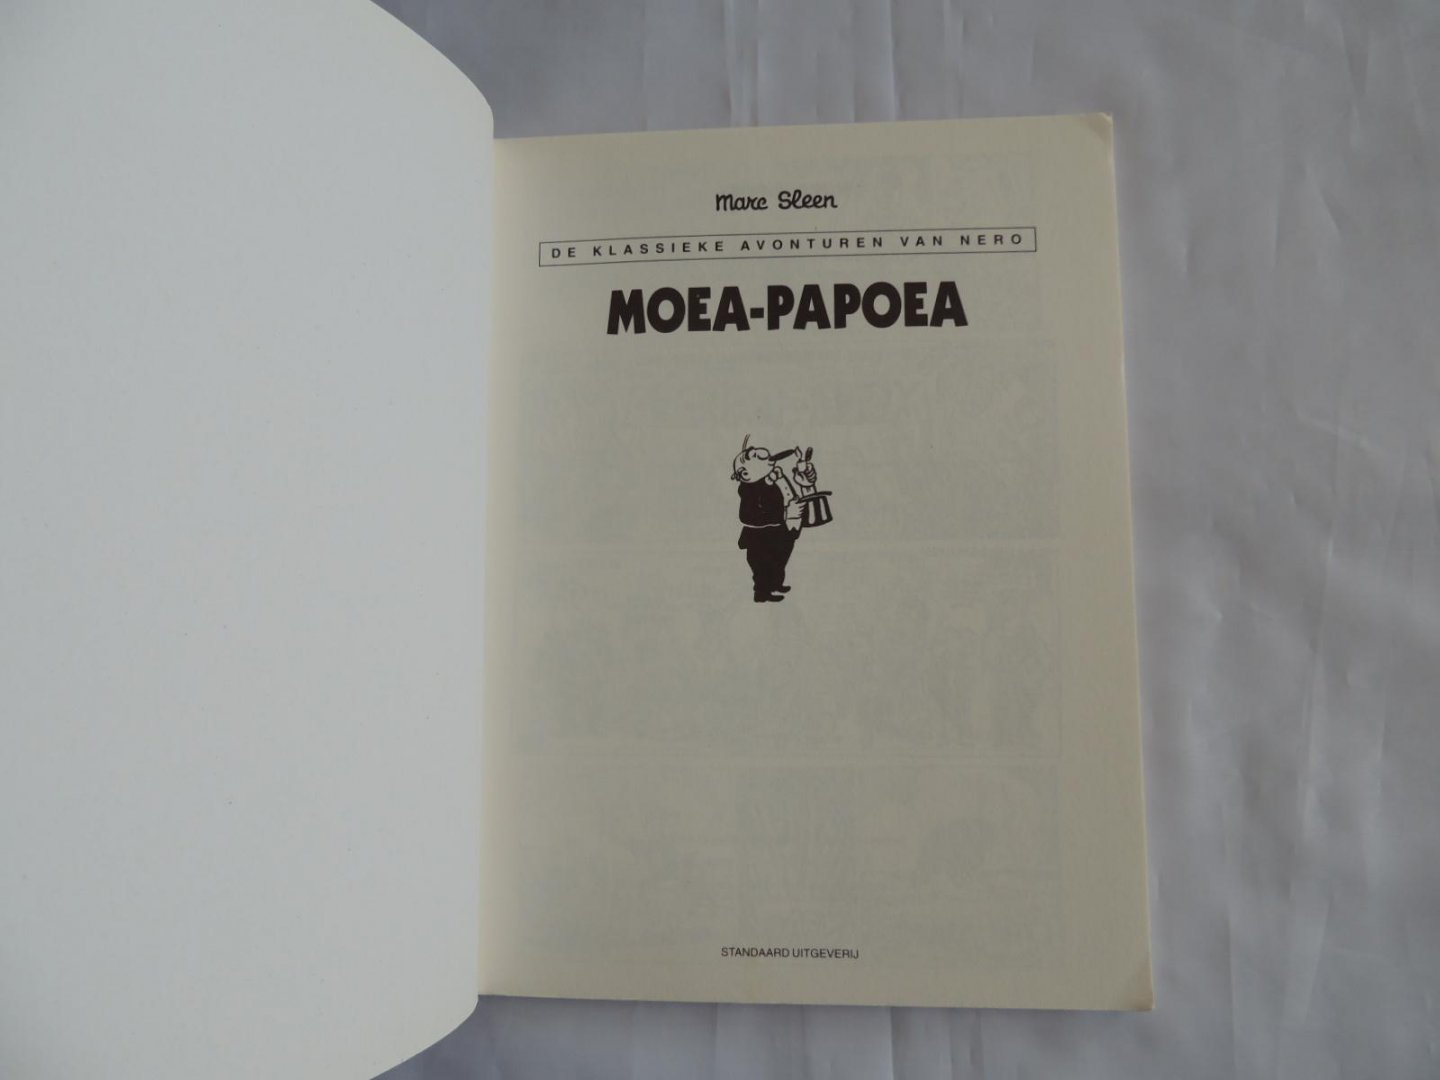 Marc Sleen
DE KLASSIEKE AVONTUREN VAN NERO
MOEA-PAPOEA
STANDAARD UITGEVERIJ